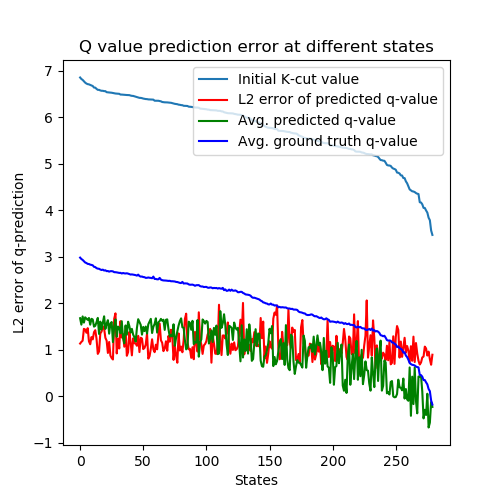 Q value prediction error at different states
Initial K-cut value
L2 error of predicted q-value
Avg. predicted q-value
Avg. ground truth q-value
L2 error of q-prediction
7
6
5
4
3
2
1
0
−1
0 50 100 150 200 250
States